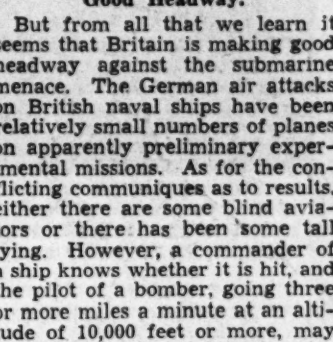 Good Headway.
But from all that we learn it
seems that Britain is making good
headway against the submarine
menace. The German air attacks
on British naval ships have been
relatively small numbers of planes
on apparently preliminary exper-
imental missions. As for the con-
flicting communiques as to results,
either there are some blind avia-
tors or there has been some tall
lying. However, a commander of
a ship knows whether it is hit, and
the pilot of a bomber, going three
or more miles a minute at an alti-
tude of 10,000 feet or more, may